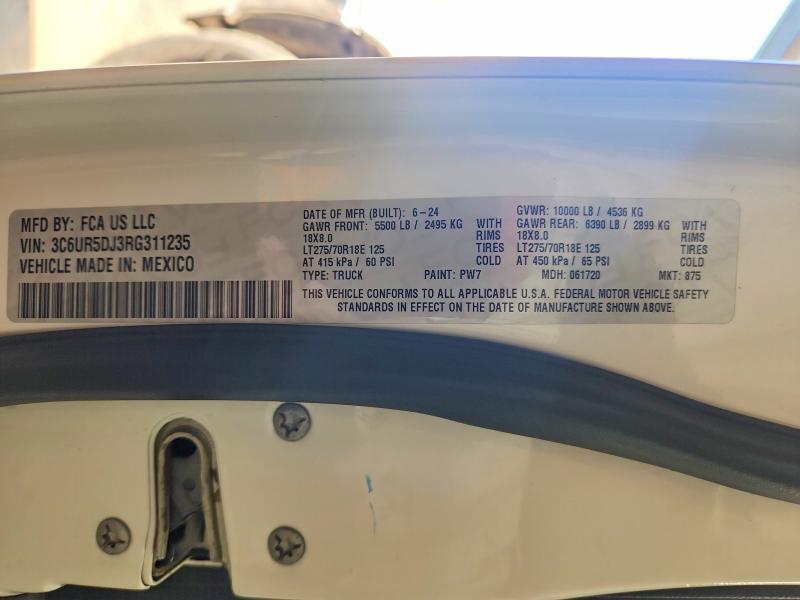 MFD BY: FCA US LLC
VIN: 3C6UR5DJ3RG311235
VEHICLE MADE IN: MEXICO
DATE OF MFR (BUILT): 6-24
GAWR FRONT: 5500 LB / 2495 KG WITH
18X8.0 RIMS
LT275/70R18E 125 TIRES
AT 415 kPa / 60 PSI COLD
GVWR: 10000 LB / 4536 KG
GAWR REAR: 6390 LB / 2899 KG WITH
18X8.0 RIMS
LT275/70R18E 125 TIRES
AT 450 kPa / 65 PSI COLD
TYPE: TRUCK PAINT: PW7 MDH: 061720 MKT: 875
THIS VEHICLE CONFORMS TO ALL APPLICABLE U.S.A. FEDERAL MOTOR VEHICLE SAFETY
STANDARDS IN EFFECT ON THE DATE OF MANUFACTURE SHOWN ABOVE.